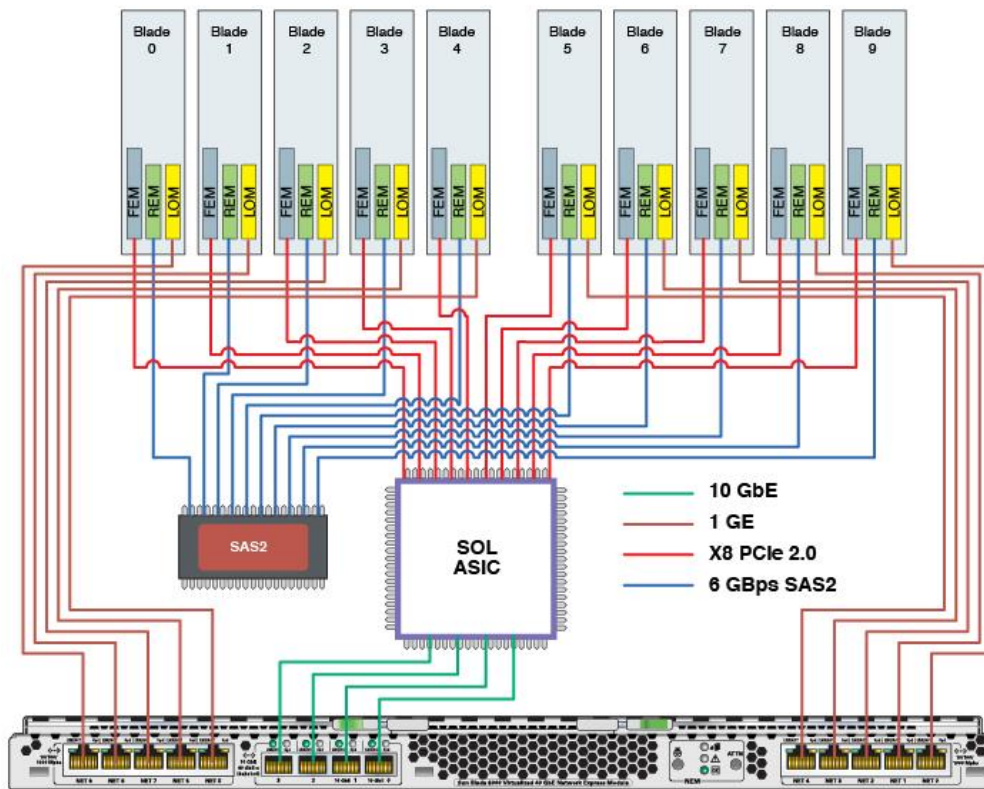 Blade 0
Blade 1
Blade 2
Blade 3
Blade 4
Blade 5
Blade 6
Blade 7
Blade 8
Blade 9
FEM REM LOM
FEM REM LOM
FEM REM LOM
FEM REM LOM
FEM REM LOM
FEM REM LOM
FEM REM LOM
FEM REM LOM
FEM REM LOM
FEM REM LOM
10 GbE
1 GE
X8 PCIe 2.0
6 GBps SAS2
SAS2
SOL
ASIC
ATTN
NEM
OK